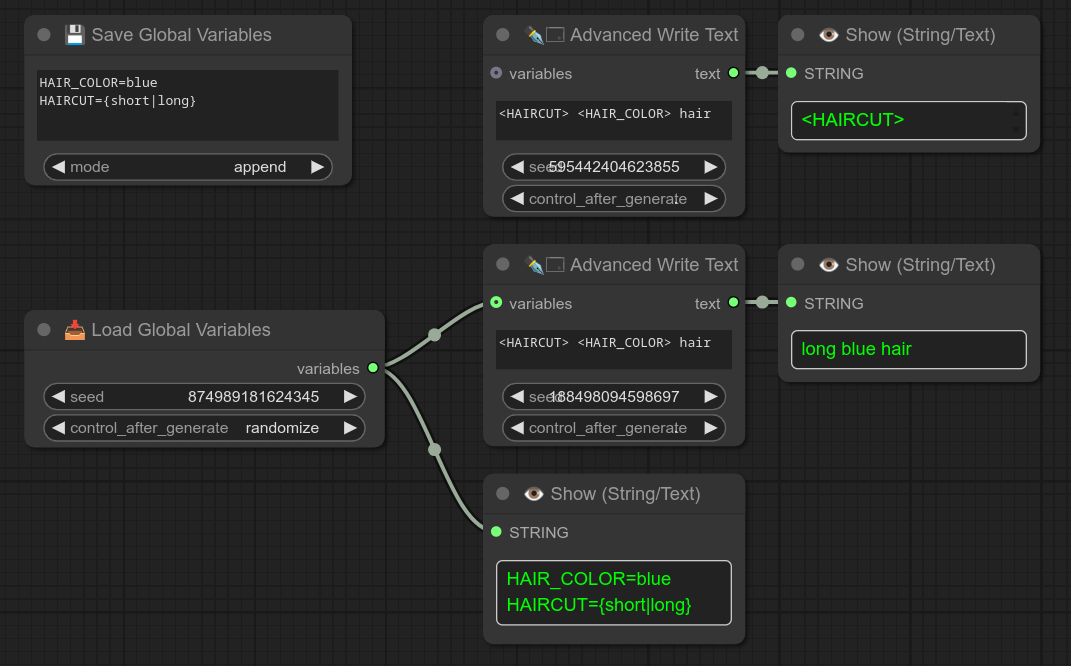 Save Global Variables
HAIR_COLOR=blue
HAIRCUT={short|long}
mode append
Advanced Write Text
variables text
<HAIRCUT> <HAIR_COLOR> hair
seed 595442404623855
control_after_generate
Show (String/Text)
STRING
<HAIRCUT>
Load Global Variables
variables
seed 874989181624345
control_after_generate randomize
Advanced Write Text
variables text
<HAIRCUT> <HAIR_COLOR> hair
seed 188498094598697
control_after_generate
Show (String/Text)
STRING
long blue hair
Show (String/Text)
STRING
HAIR_COLOR=blue
HAIRCUT={short|long}